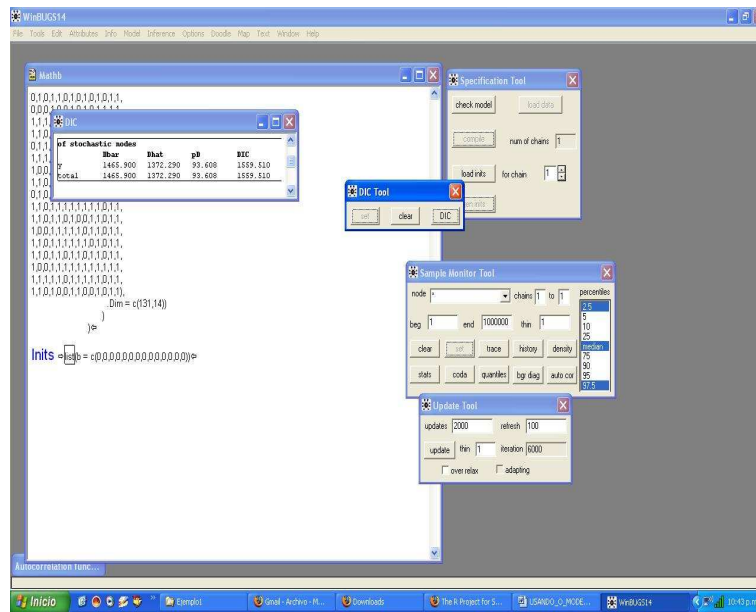 WinBUGS14
File Tools Edit Attributes Info Model Inference Options Doodle Map Text Window Help
Mathb
0,1,0,1,1,0,1,0,1,0,1,0,1,1,
DIC
of stochastic nodes
Dbar Dhat pD DIC
y 1465.900 1372.290 93.608 1559.510
total 1465.900 1372.290 93.608 1559.510
1,1,0,1,1,1,1,1,1,1,1,0,1,1,
1,1,0,1,1,0,1,0,0,1,1,0,1,1,
1,0,0,1,1,1,1,1,0,1,1,0,1,1,
1,1,0,1,1,1,1,1,1,0,1,0,1,1,
1,1,0,1,1,1,1,1,1,1,1,0,1,1,
1,0,0,1,1,1,1,1,1,1,1,1,1,1,
1,1,0,1,1,1,1,1,1,1,1,0,1,1,
1,1,0,1,0,0,1,1,0,0,1,0,1,1),
.Dim = c(131,14))
)
)
Inits list(b = c(0,0,0,0,0,0,0,0,0,0,0,0,0,0))
Specification Tool
check model load data
compile num of chains 1
load inits for chain 1
gen inits
DIC Tool
set clear DIC
Sample Monitor Tool
node * chains 1 to 1 percentiles
beg 1 end 1000000 thin 1
2.5
5
10
25
median
75
90
95
97.5
clear set trace history density
stats coda quantiles bgr diag auto cor
Update Tool
updates 2000 refresh 100
update thin 1 iteration 6000
over relax adapting
Autocorrelation func...
Inicio Ejemplo1 Gmail - Archivo - M... Downloads The R Project for S... USANDO_O_MODE... WinBUGS14 10:43 p.m.